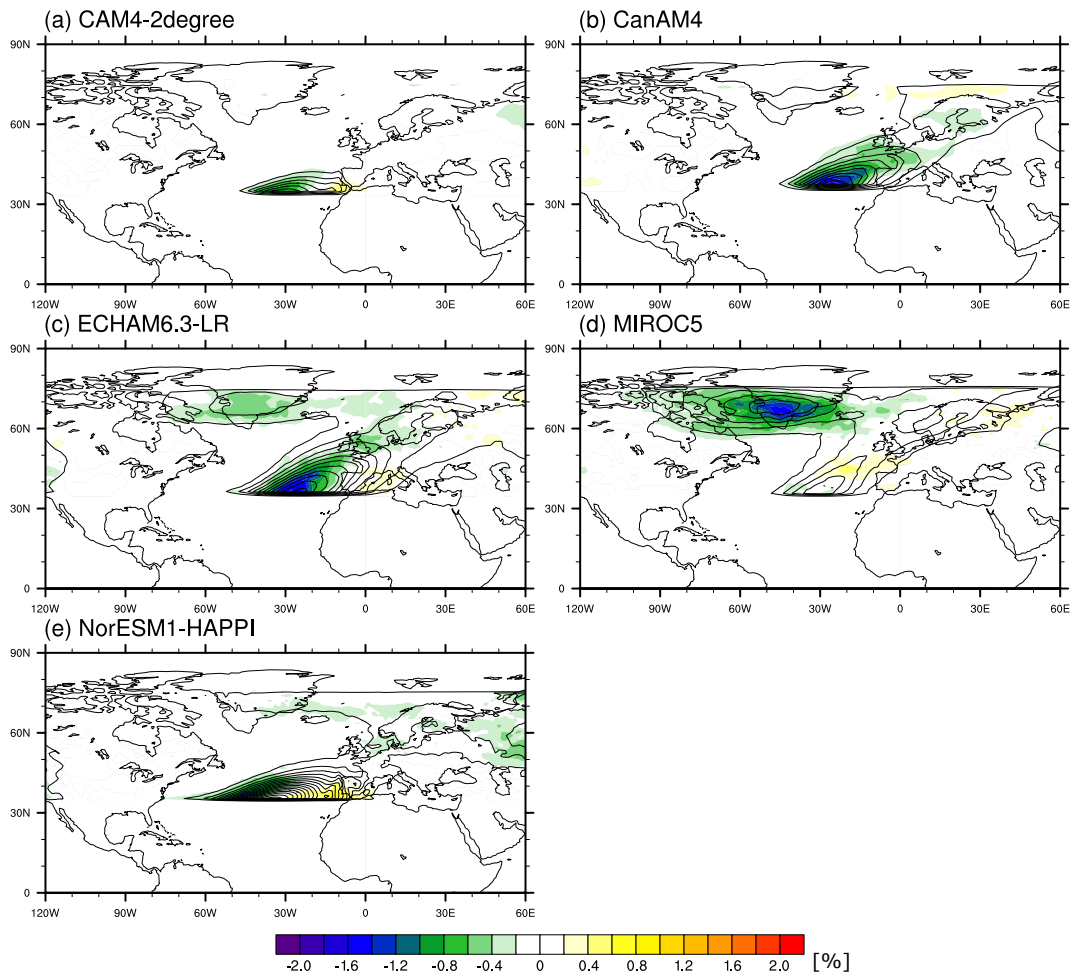 (a) CAM4-2degree
(b) CanAM4
90N
60N
30N
0
120W 90W 60W 30W 0 30E 60E
90N
60N
30N
0
120W 90W 60W 30W 0 30E 60E
(c) ECHAM6.3-LR
(d) MIROC5
90N
60N
30N
0
120W 90W 60W 30W 0 30E 60E
90N
60N
30N
0
120W 90W 60W 30W 0 30E 60E
(e) NorESM1-HAPPI
90N
60N
30N
0
120W 90W 60W 30W 0 30E 60E
-2.0 -1.6 -1.2 -0.8 -0.4 0 0.4 0.8 1.2 1.6 2.0 [%]